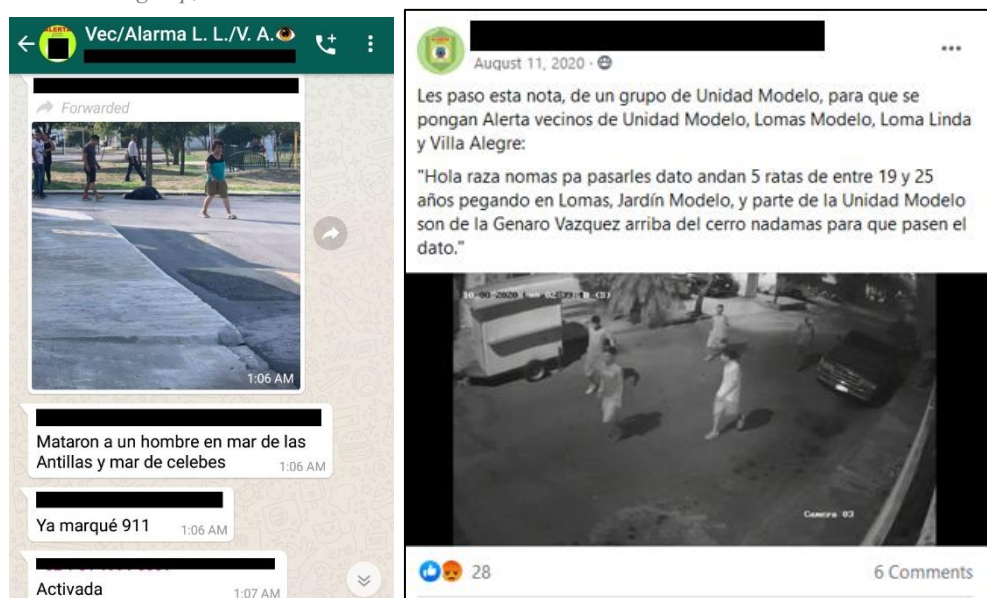 Vec/Alarma L. L./V. A.
Forwarded
1:06 AM
Mataron a un hombre en mar de las
Antillas y mar de celebes
1:06 AM
Ya marqué 911
1:06 AM
Activada
1:07 AM
August 11, 2020 ·
Les paso esta nota, de un grupo de Unidad Modelo, para que se
pongan Alerta vecinos de Unidad Modelo, Lomas Modelo, Loma Linda
y Villa Alegre:
"Hola raza nomas pa pasarles dato andan 5 ratas de entre 19 y 25
años pegando en Lomas, Jardín Modelo, y parte de la Unidad Modelo
son de la Genaro Vazquez arriba del cerro nadamas para que pasen el
dato."
Camera 03
28
6 Comments